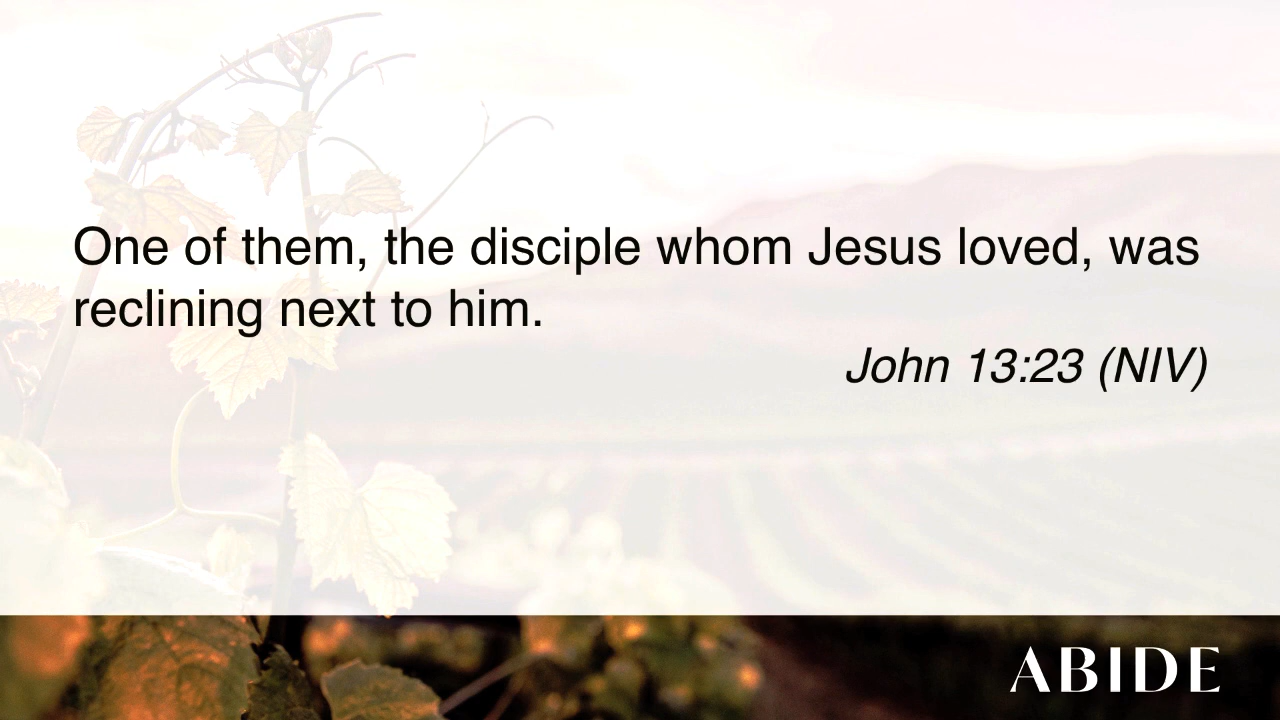 One of them, the disciple whom Jesus loved, was
reclining next to him.
John 13:23 (NIV)
ABIDE